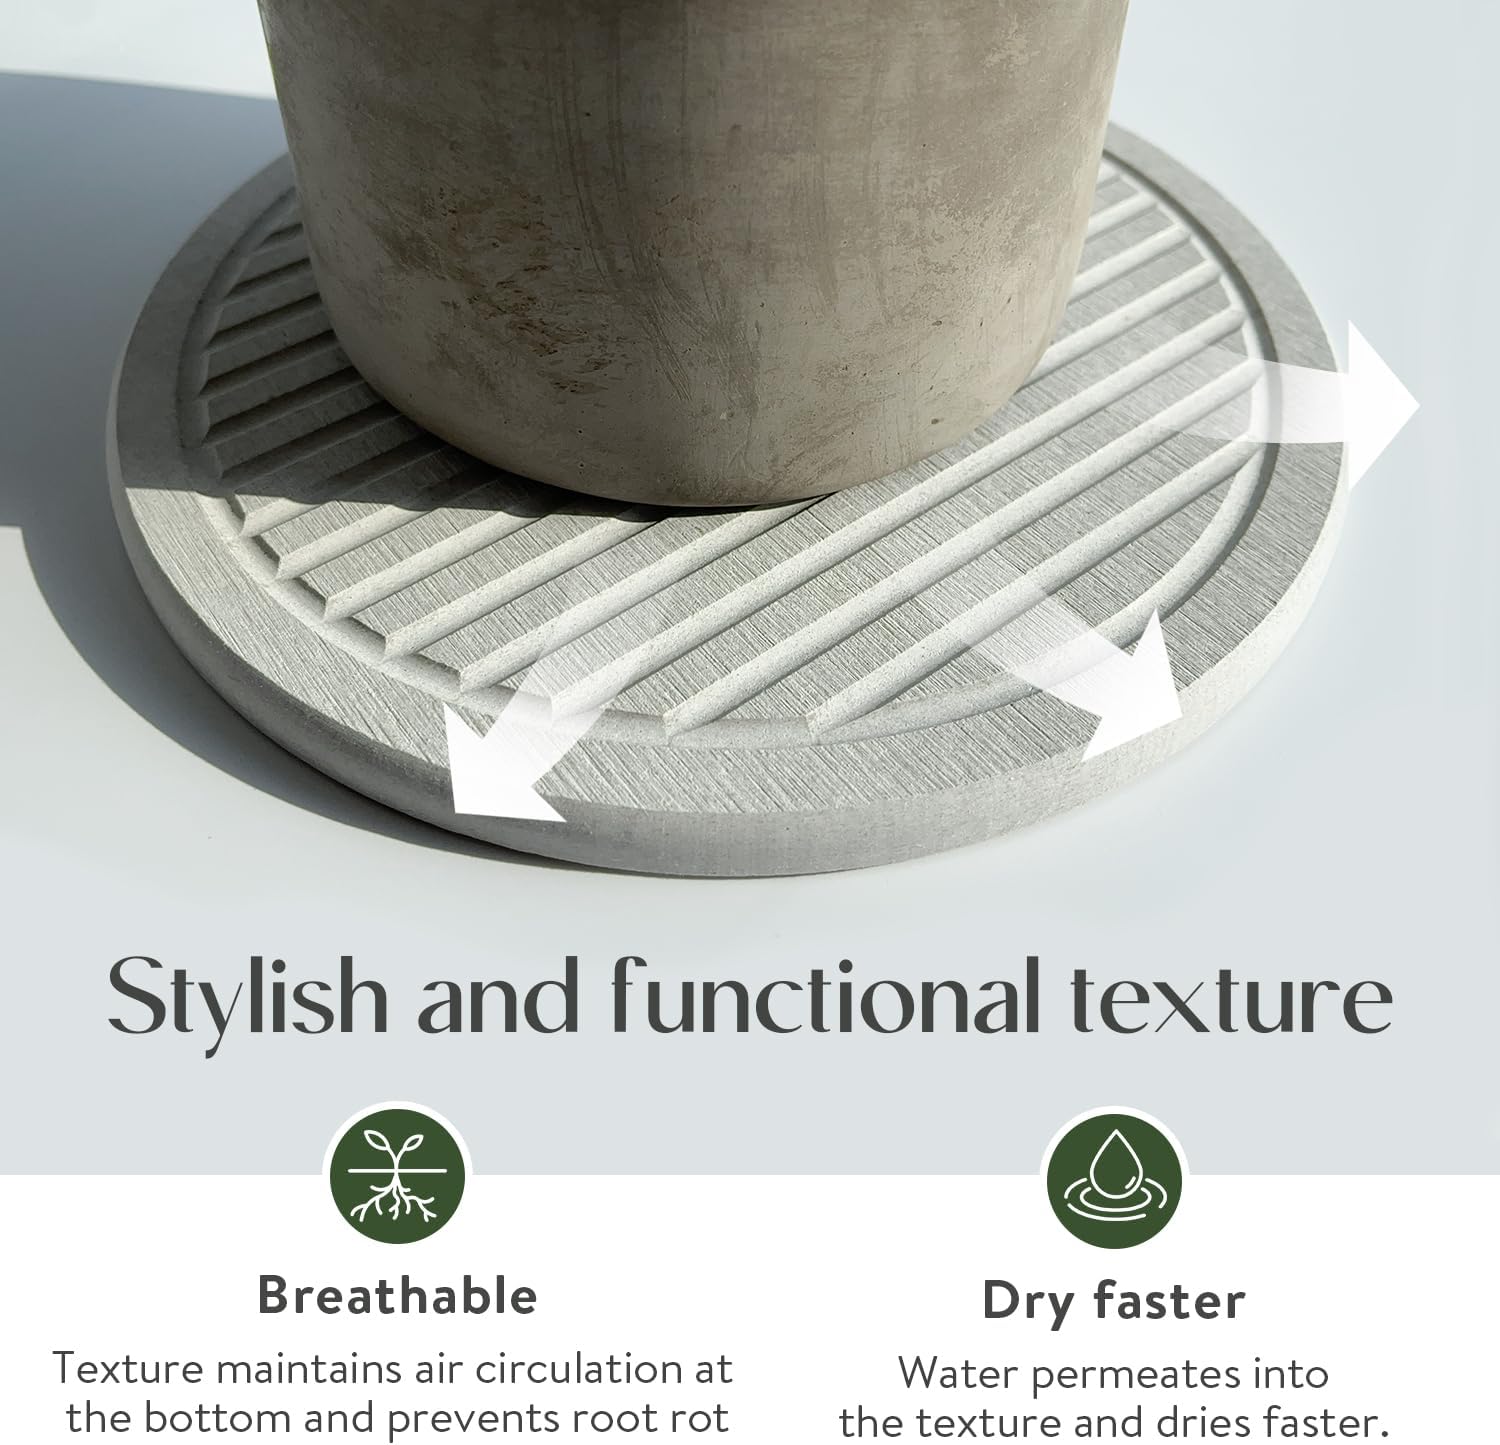 Stylish and functional texture
Breathable
Texture maintains air circulation at
the bottom and prevents root rot
Dry faster
Water permeates into
the texture and dries faster.